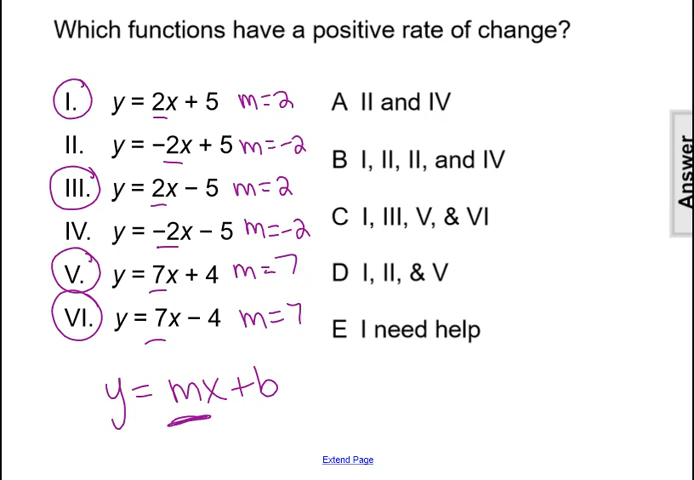 Which functions have a positive rate of change?
I. y = 2x + 5 m=2
II. y = −2x + 5 m=-2
III. y = 2x − 5 m=2
IV. y = −2x − 5 m=-2
V. y = 7x + 4 m=7
VI. y = 7x − 4 m=7
y = mx+b
A II and IV
B I, II, II, and IV
C I, III, V, & VI
D I, II, & V
E I need help
Answer
Extend Page